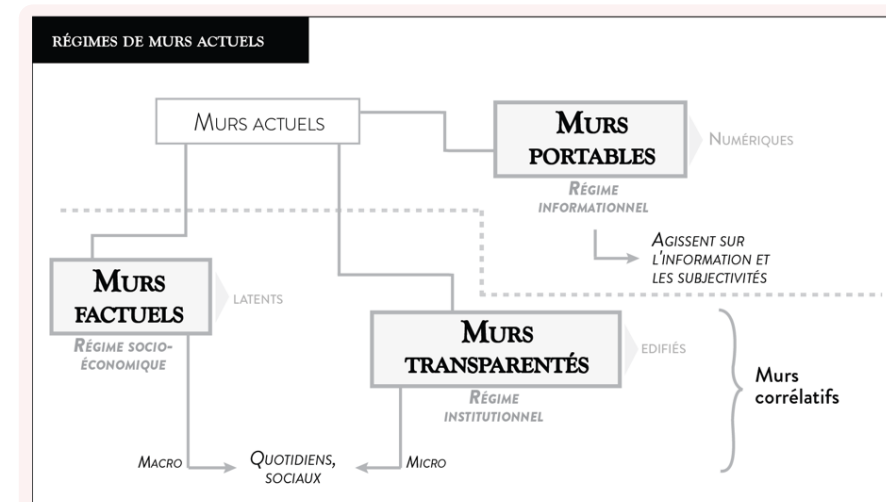 RÉGIMES DE MURS ACTUELS
MURS ACTUELS
MURS
PORTABLES
NUMÉRIQUES
RÉGIME
INFORMATIONNEL
AGISSENT SUR
L'INFORMATION ET
LES SUBJECTIVITÉS
MURS
FACTUELS
LATENTS
RÉGIME SOCIO-
ÉCONOMIQUE
MURS
TRANSPARENTÉS
EDIFIÉS
RÉGIME
INSTITUTIONNEL
Murs
corrélatifs
MACRO
QUOTIDIENS,
SOCIAUX
MICRO